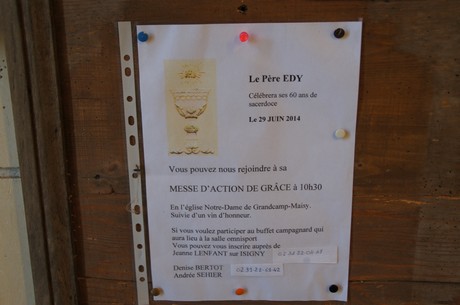 Le Père EDY
Célébrera ses 60 ans de
sacerdoce
Le 29 JUIN 2014
Vous pouvez nous rejoindre à sa
MESSE D'ACTION DE GRÂCE à 10h30
En l'église Notre-Dame de Grandcamp-Maisy.
Suivie d'un vin d'honneur.
Si vous voulez participer au buffet campagnard qui
aura lieu à la salle omnisport
Vous pouvez vous inscrire auprès de
Jeanne LENFANT sur ISIGNY
Denise BERTOT
Andrée SEHIER